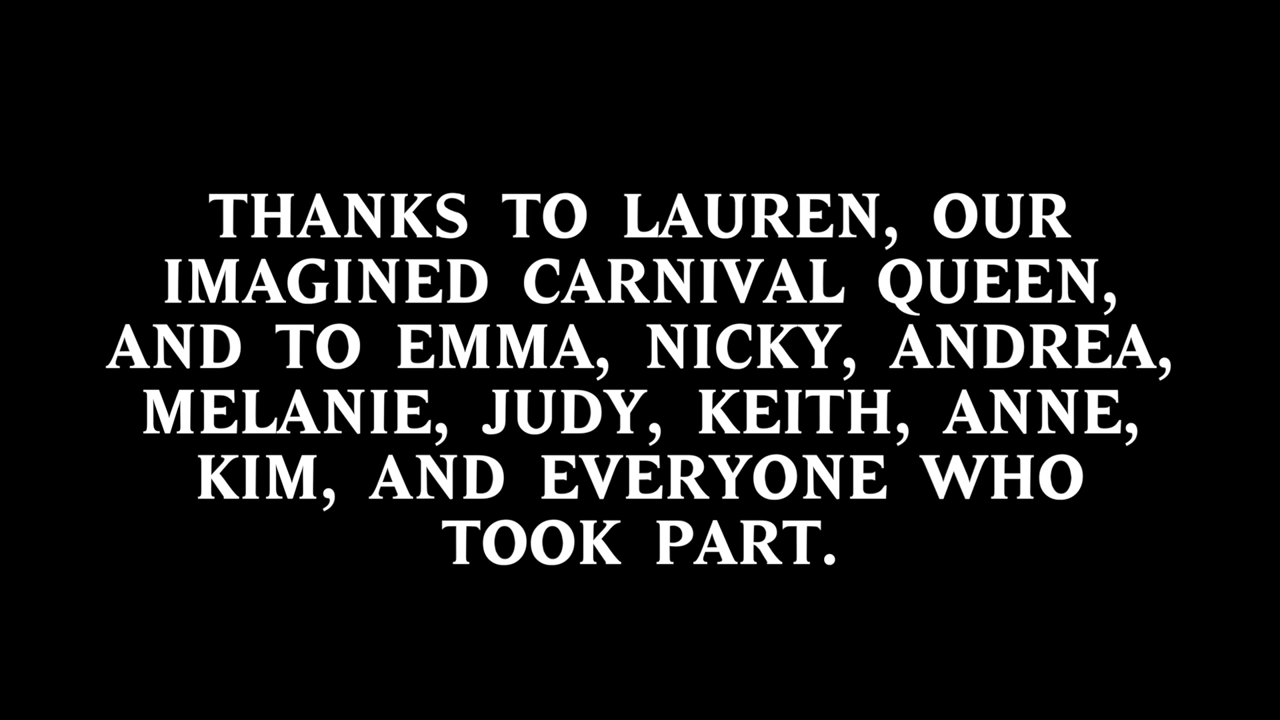 THANKS TO LAUREN, OUR
IMAGINED CARNIVAL QUEEN,
AND TO EMMA, NICKY, ANDREA,
MELANIE, JUDY, KEITH, ANNE,
KIM, AND EVERYONE WHO
TOOK PART.